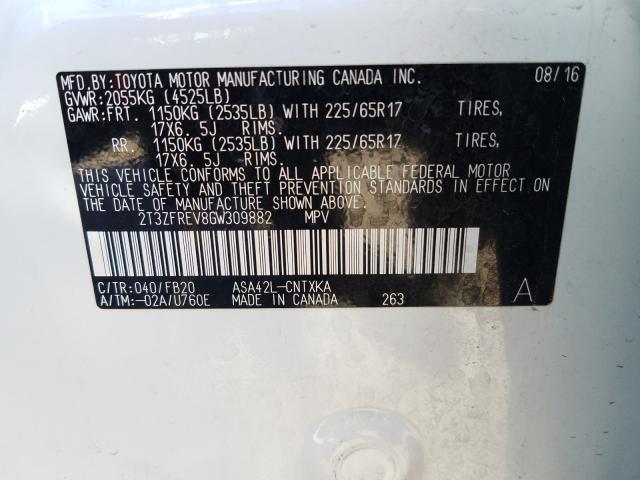 MFD.BY:TOYOTA MOTOR MANUFACTURING CANADA INC. 08/16
GVWR:2055KG (4525LB)
GAWR:FRT. 1150KG (2535LB) WITH 225/65R17 TIRES,
17X6. 5J RIMS.
RR. 1150KG (2535LB) WITH 225/65R17 TIRES,
17X6. 5J RIMS.
THIS VEHICLE CONFORMS TO ALL APPLICABLE FEDERAL MOTOR
VEHICLE SAFETY AND THEFT PREVENTION STANDARDS IN EFFECT ON
THE DATE OF MANUFACTURE SHOWN ABOVE.
2T3ZFREV8GW309882 MPV
C/TR:040/FB20 ASA42L-CNTXKA
A/TM:-02A/U760E MADE IN CANADA 263 A